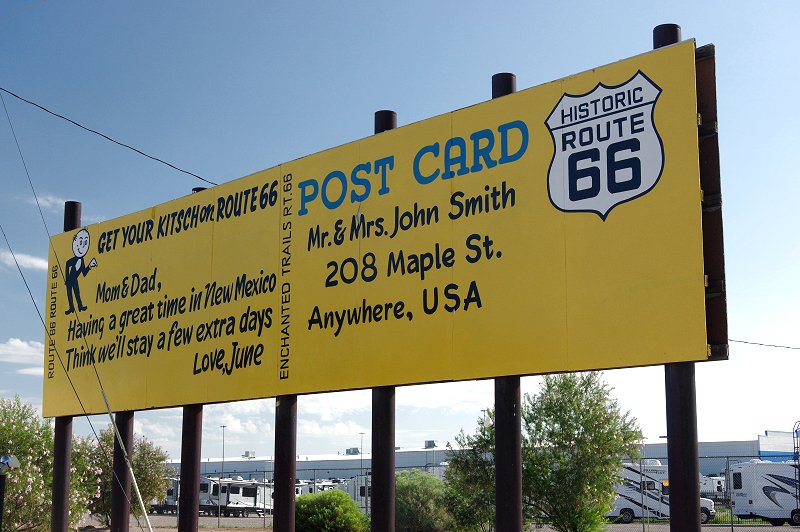 GET YOUR KITSCH on ROUTE 66
ROUTE 66 ROUTE 66
Mom & Dad,
Having a great time in New Mexico
Think we'll stay a few extra days
Love, June
ENCHANTED TRAILS RT. 66
POST CARD
Mr. & Mrs. John Smith
208 Maple St.
Anywhere, USA
HISTORIC
ROUTE
66